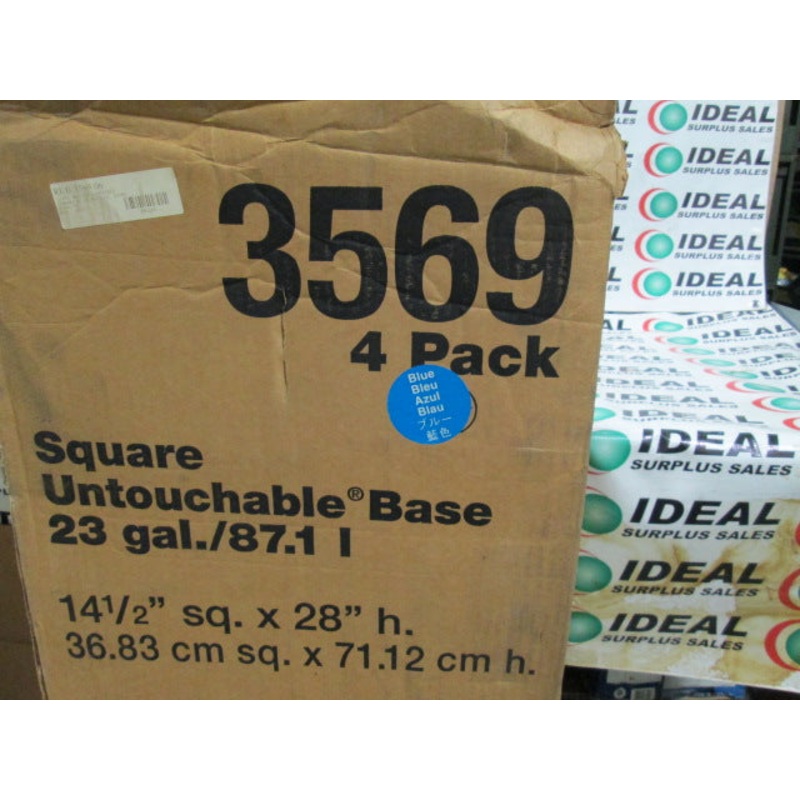 3569
4 Pack
Blue
Bleu
Azul
Blau
ブルー
藍色
Square
Untouchable® Base
23 gal./87.1 l
14 1/2” sq. x 28” h.
36.83 cm sq. x 71.12 cm h.
IDEAL
SURPLUS SALES
IDEAL
SURPLUS SALES
IDEAL
SURPLUS SALES
IDEAL
SURPLUS SALES
IDEAL
SURPLUS SALES
IDEAL
SURPLUS SALES
IDEAL
SURPLUS SALES
IDEAL
SURPLUS SALES
IDEAL
SURPLUS SALES